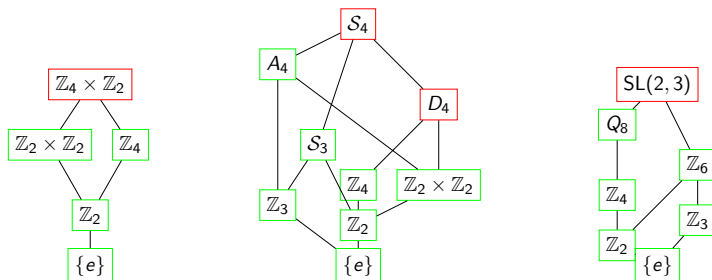 ℤ₄ × ℤ₂
ℤ₂ × ℤ₂
ℤ₄
ℤ₂
{e}
𝒮₄
A₄
D₄
𝒮₃
ℤ₄
ℤ₂ × ℤ₂
ℤ₃
ℤ₂
{e}
SL(2, 3)
Q₈
ℤ₆
ℤ₄
ℤ₃
ℤ₂
{e}